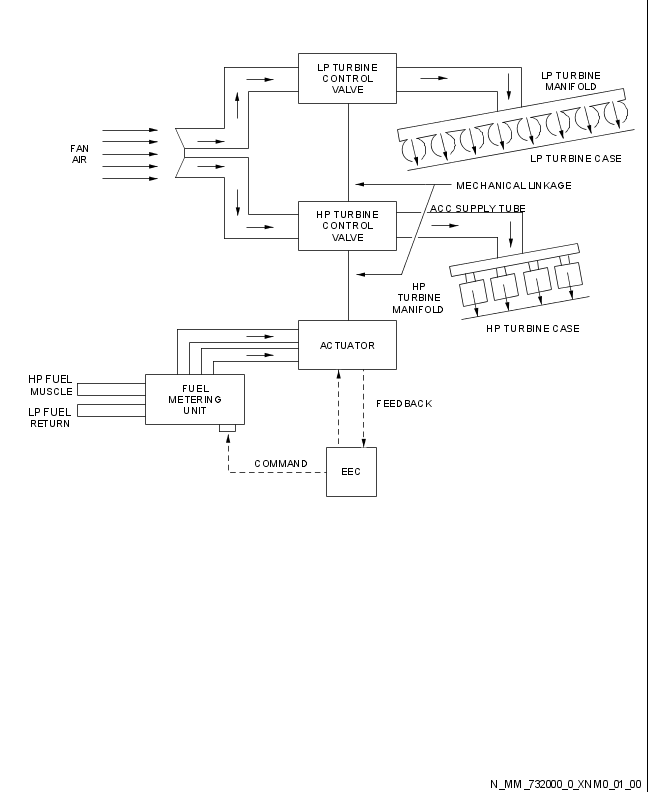 LP TURBINE
CONTROL
VALVE
LP TURBINE
MANIFOLD
FAN
AIR
LP TURBINE CASE
MECHANICAL LINKAGE
ACC SUPPLY TUBE
HP TURBINE
CONTROL
VALVE
HP
TURBINE
MANIFOLD
HP TURBINE CASE
ACTUATOR
HP FUEL
MUSCLE
LP FUEL
RETURN
FUEL
METERING
UNIT
FEEDBACK
COMMAND
EEC
N_MM_732000_0_XNM0_01_00